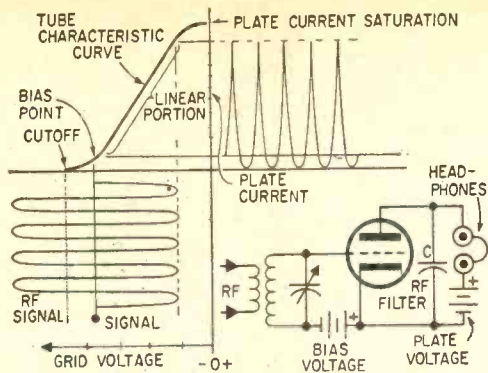 TUBE
CHARACTERISTIC
CURVE
PLATE CURRENT SATURATION
BIAS
POINT
CUTOFF
LINEAR
PORTION
PLATE
CURRENT
HEAD-
PHONES
RF
SIGNAL
SIGNAL
RF
C
RF
FILTER
+
GRID VOLTAGE
-0+
+
BIAS
VOLTAGE
PLATE
VOLTAGE